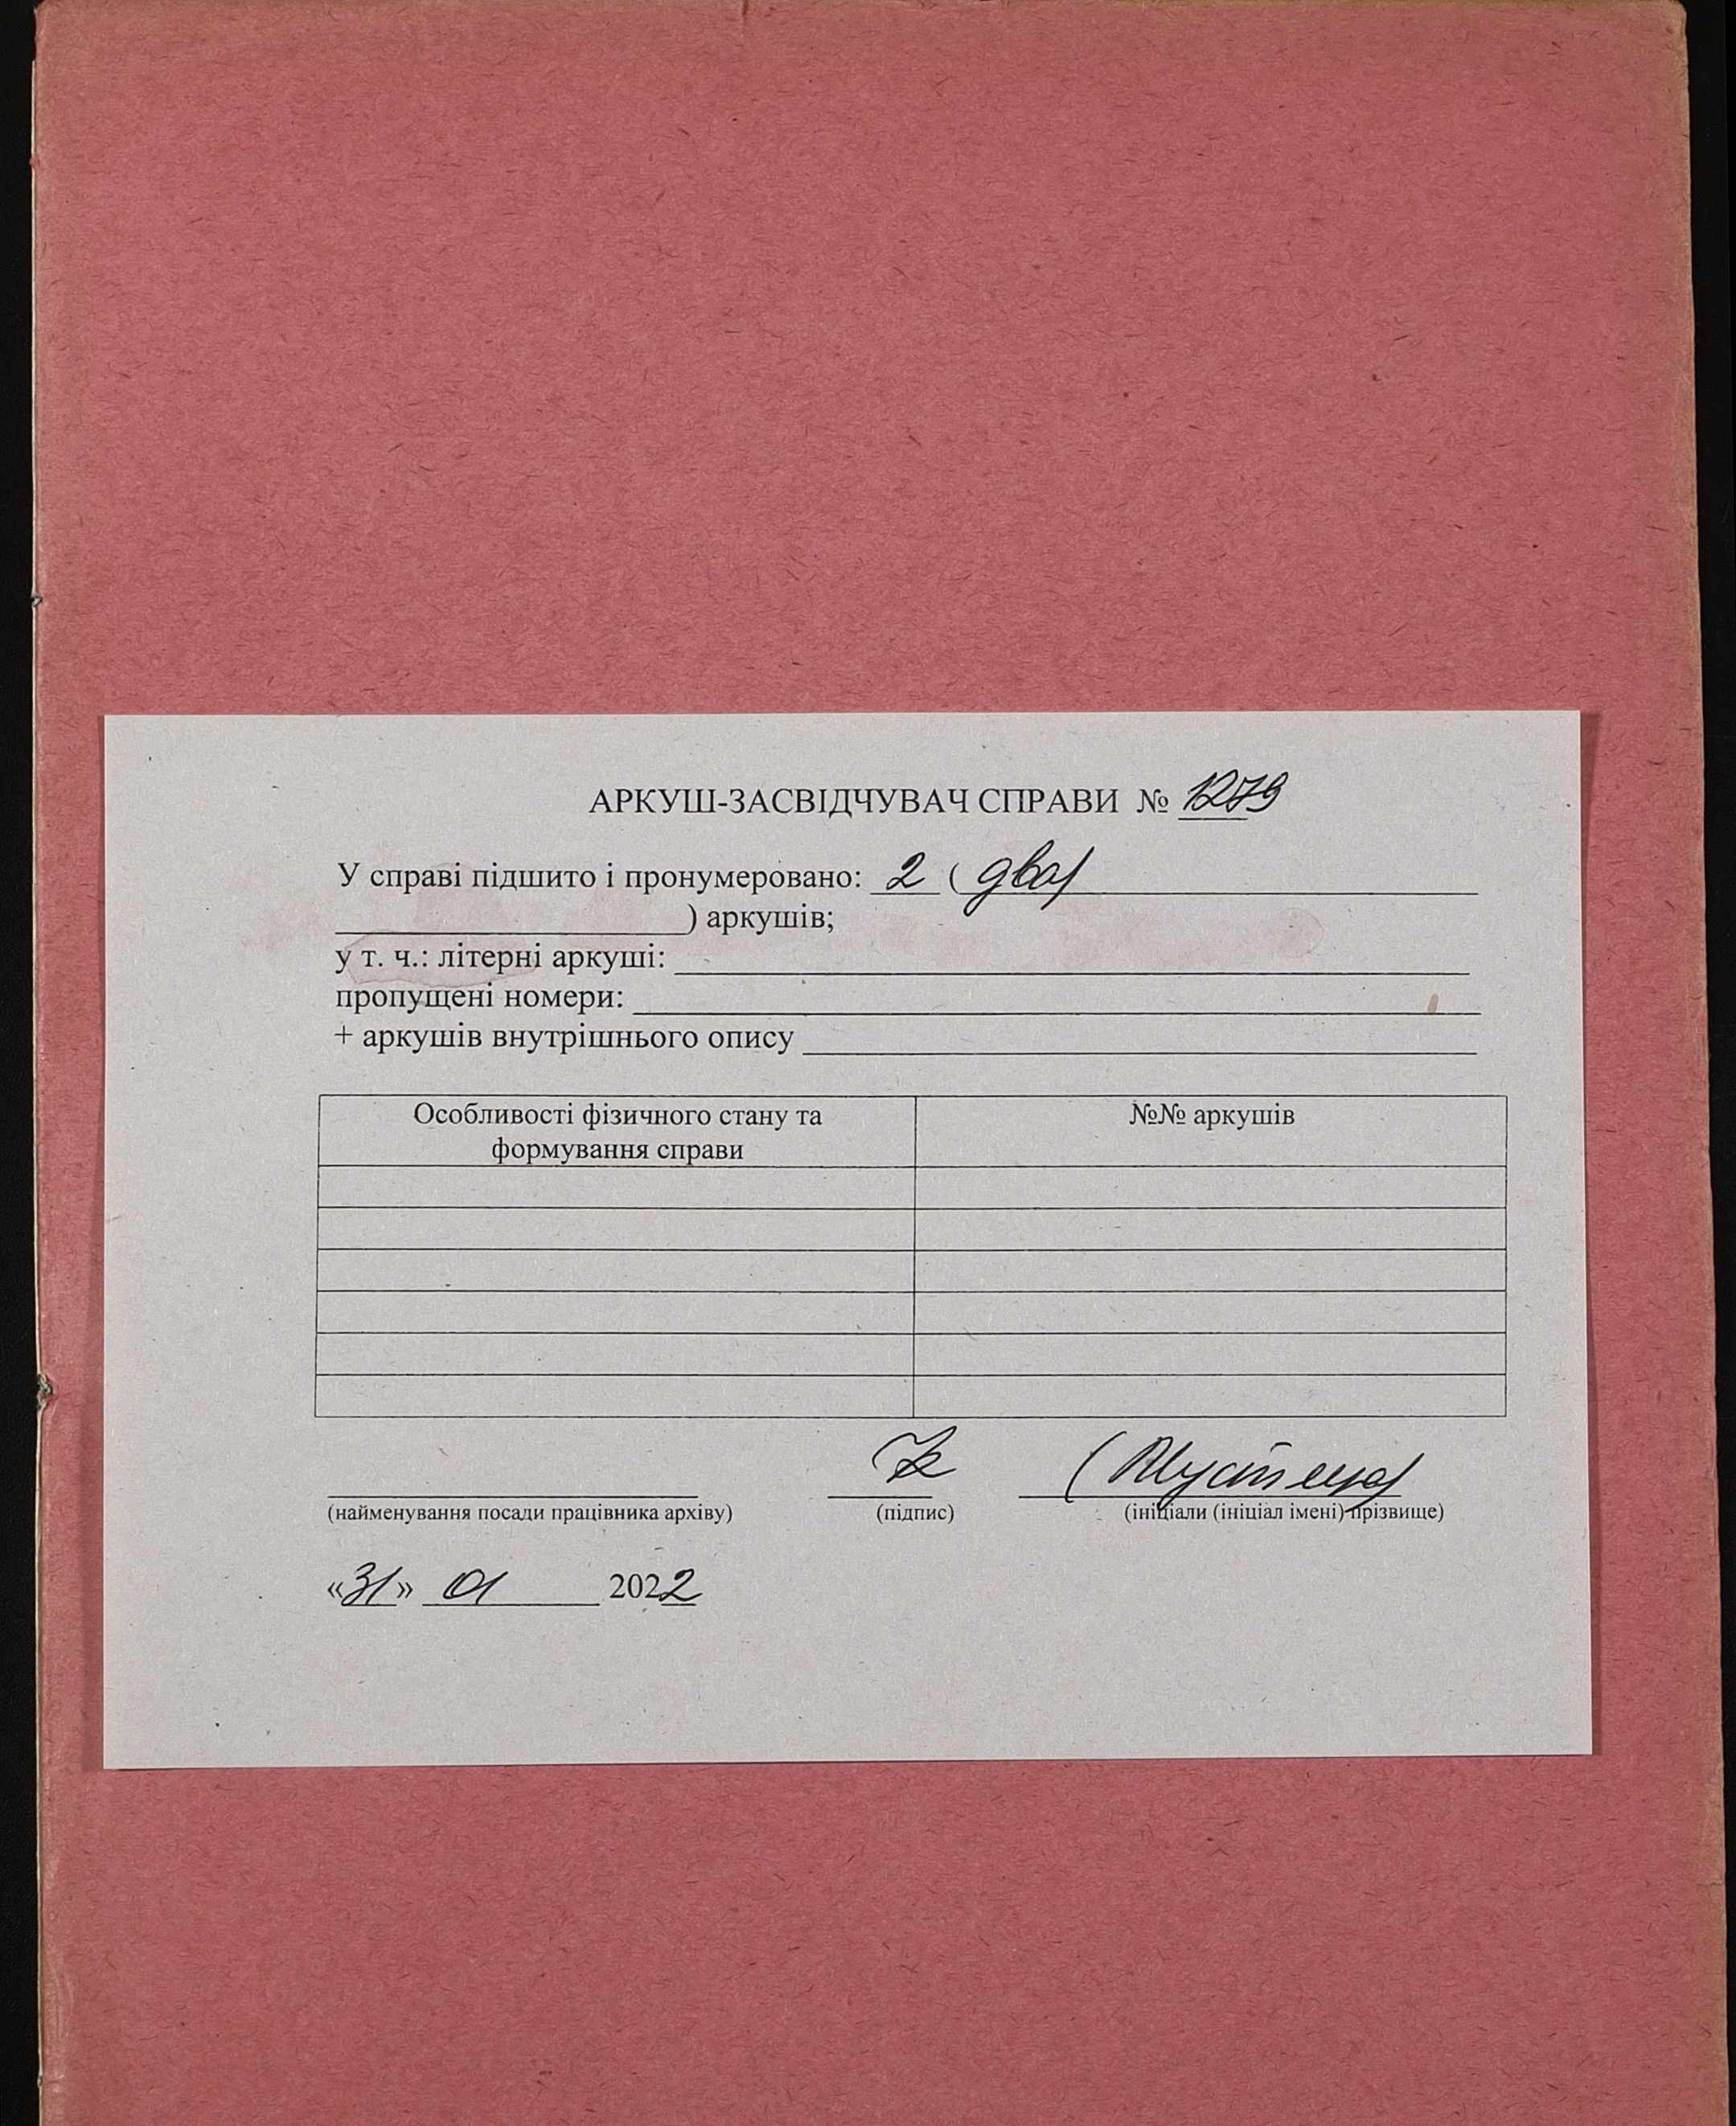 АРКУШ-ЗАСВІДЧУВАЧ СПРАВИ № 1279
У справі підшито і пронумеровано: 2 ( два)
) аркушів;
у т. ч.: літерні аркуші:
пропущені номери:
+ аркушів внутрішнього опису
Особливості фізичного стану та
формування справи
№№ аркушів
(найменування посади працівника архіву)
(підпис)
(ініціали (ініціал імені) прізвище)
«31» 01 2022